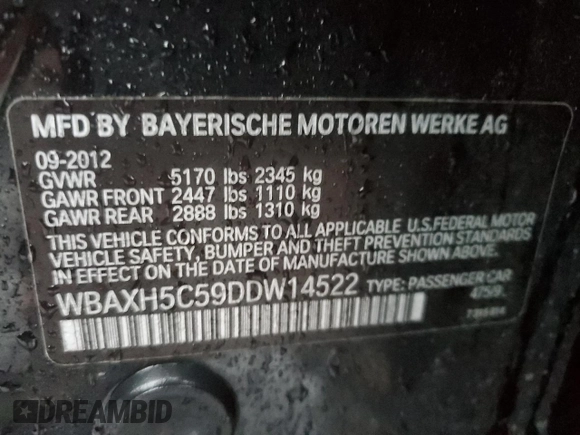 MFD BY BAYERISCHE MOTOREN WERKE AG
09-2012
GVWR 5170 lbs 2345 kg
GAWR FRONT 2447 lbs 1110 kg
GAWR REAR 2888 lbs 1310 kg
THIS VEHICLE CONFORMS TO ALL APPLICABLE U.S.FEDERAL MOTOR
VEHICLE SAFETY, BUMPER AND THEFT PREVENTION STANDARDS
IN EFFECT ON THE DATE OF MANUFACTURE SHOWN ABOVE.
WBAXH5C59DDW14522 TYPE: PASSENGER CAR
475/9
DREAMBID